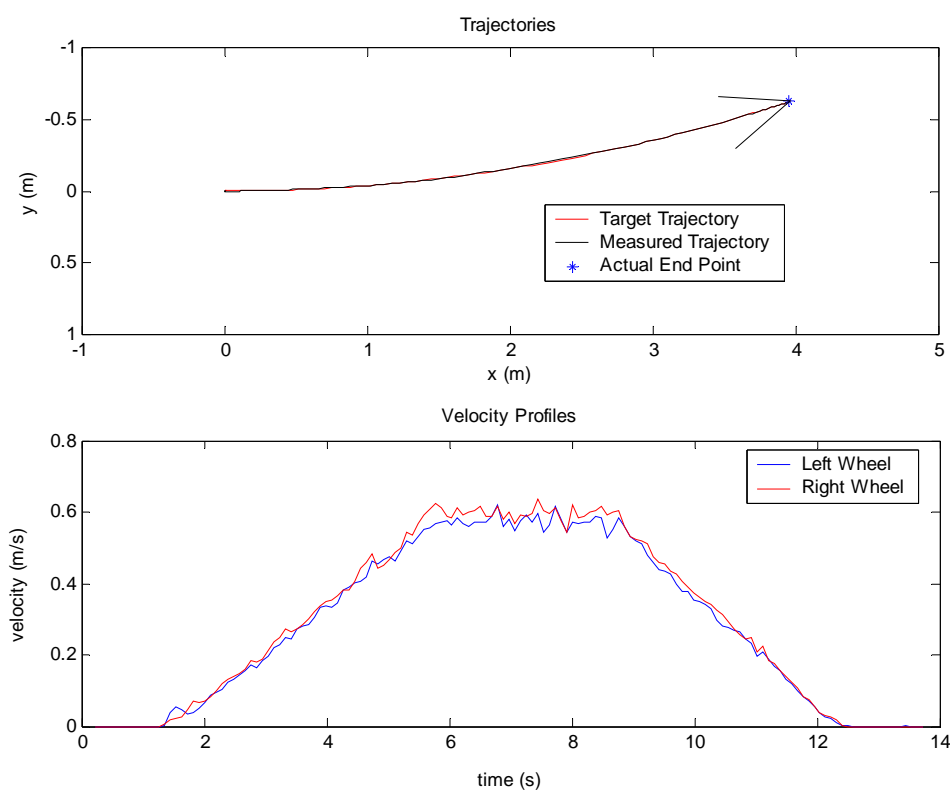 Trajectories
-1
-0.5
0
0.5
1
y (m)
-1
0
1
2
3
4
5
x (m)
Target Trajectory
Measured Trajectory
Actual End Point
Velocity Profiles
0.8
0.6
0.4
0.2
0
velocity (m/s)
Left Wheel
Right Wheel
0
2
4
6
8
10
12
14
time (s)